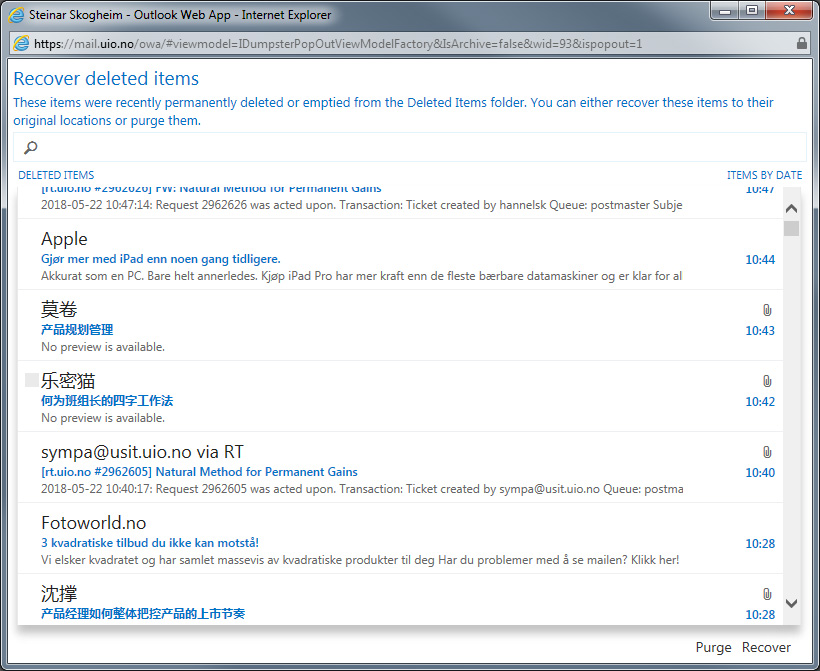 Steinar Skogheim - Outlook Web App - Internet Explorer
https://mail.uio.no/owa/#viewmodel=IDumpsterPopOutViewModelFactory&IsArchive=false&wid=93&ispopout=1
Recover deleted items
These items were recently permanently deleted or emptied from the Deleted Items folder. You can either recover these items to their
original locations or purge them.
DELETED ITEMS ITEMS BY DATE
[rt.uio.no #2962626] FW: Natural Method for Permanent Gains 10:47
2018-05-22 10:47:14: Request 2962626 was acted upon. Transaction: Ticket created by hannelsk Queue: postmaster Subje
Apple
Gjør mer med iPad enn noen gang tidligere. 10:44
Akkurat som en PC. Bare helt annerledes. Kjøp iPad Pro har mer kraft enn de fleste bærbare datamaskiner og er klar for al
莫卷
产品规划管理 10:43
No preview is available.
乐密猫
何为班组长的四字工作法 10:42
No preview is available.
sympa@usit.uio.no via RT
[rt.uio.no #2962605] Natural Method for Permanent Gains 10:40
2018-05-22 10:40:17: Request 2962605 was acted upon. Transaction: Ticket created by sympa@usit.uio.no Queue: postma
Fotoworld.no
3 kvadratiske tilbud du ikke kan motstå! 10:28
Vi elsker kvadratet og har samlet massevis av kvadratiske produkter til deg Har du problemer med å se mailen? Klikk her!
沈撑
产品经理如何整体把控产品的上市节奏 10:28
Purge Recover